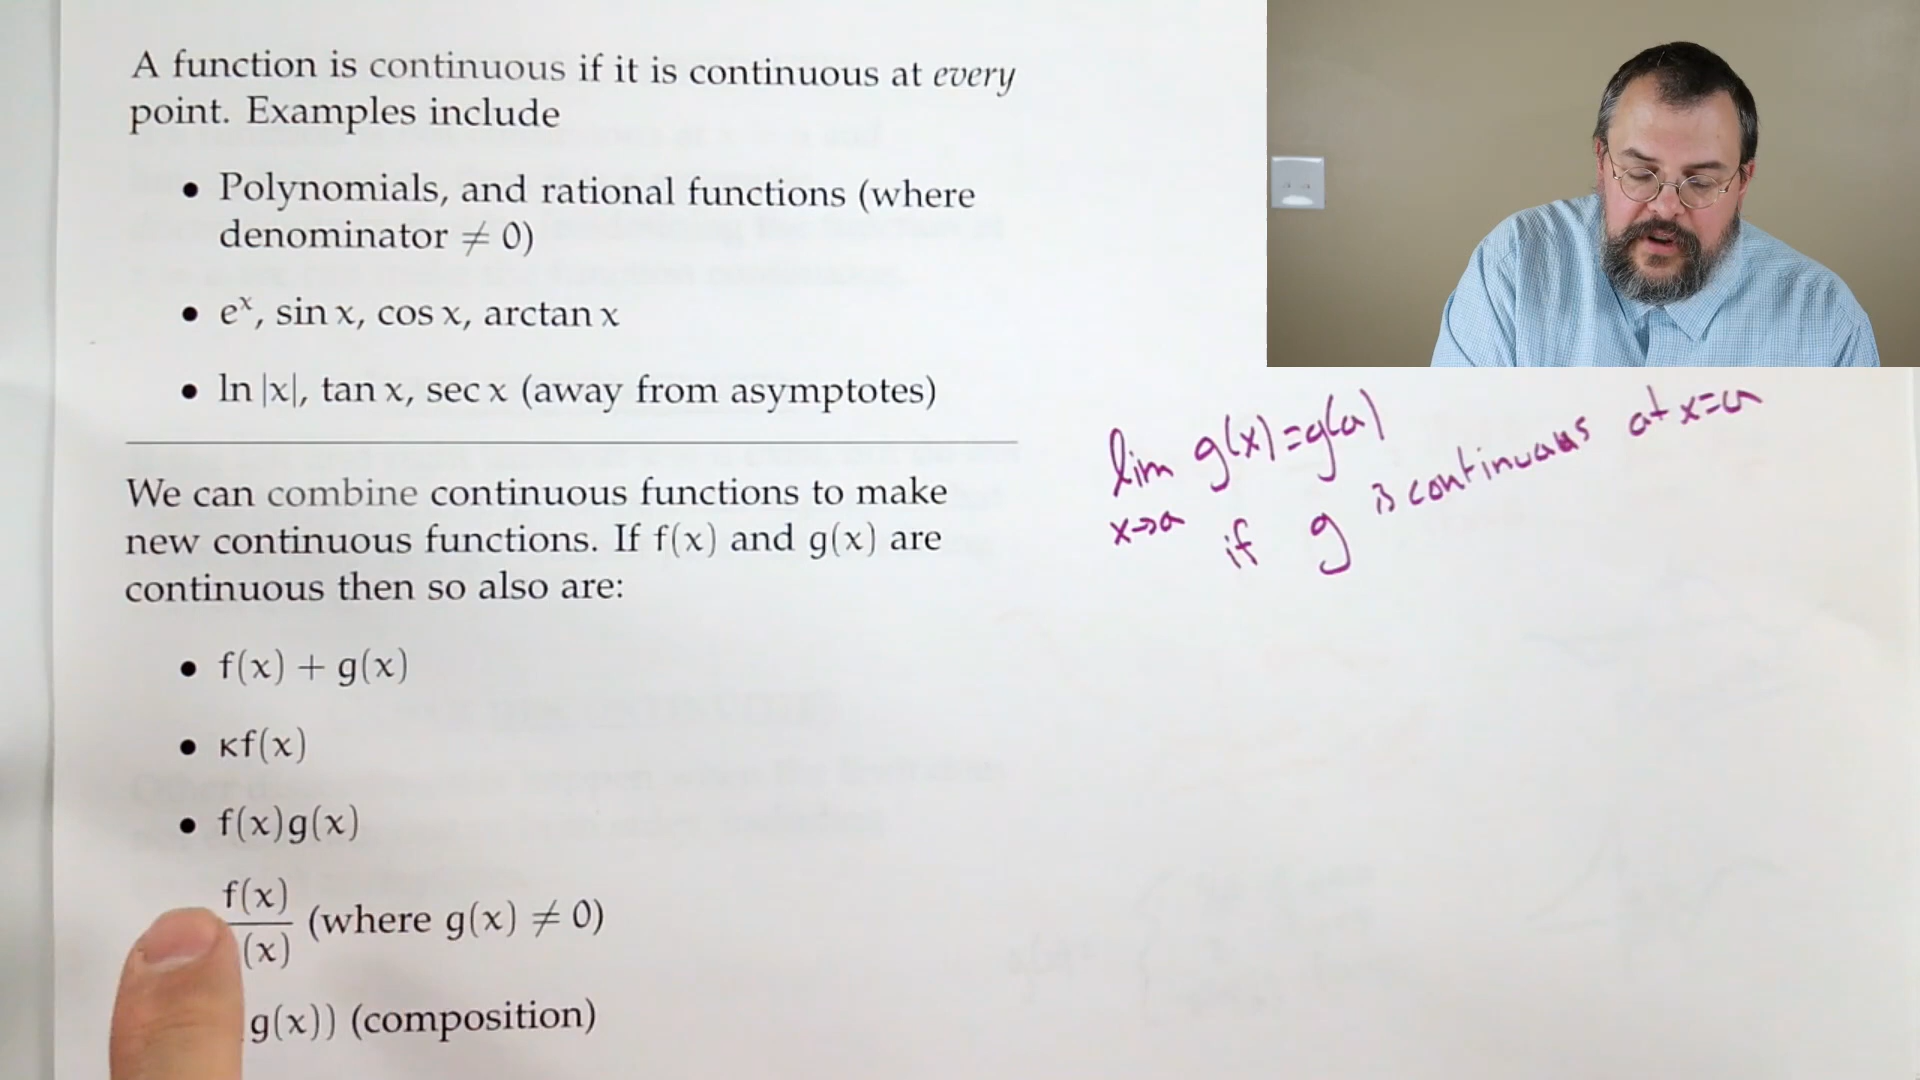 A function is continuous if it is continuous at every
point. Examples include
• Polynomials, and rational functions (where
denominator ≠ 0)
• eˣ, sin x, cos x, arctan x
• ln |x|, tan x, sec x (away from asymptotes)
We can combine continuous functions to make
new continuous functions. If f(x) and g(x) are
continuous then so also are:
• f(x) + g(x)
• κf(x)
• f(x)g(x)
f(x)
(x)
(where g(x) ≠ 0)
g(x)) (composition)
lim g(x)=g(a)
x→a
if g is continuous at x=a